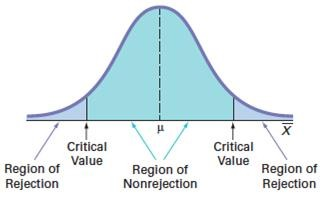 μ
X̅
Critical
Value
Critical
Value
Region of
Rejection
Region of
Nonrejection
Region of
Rejection